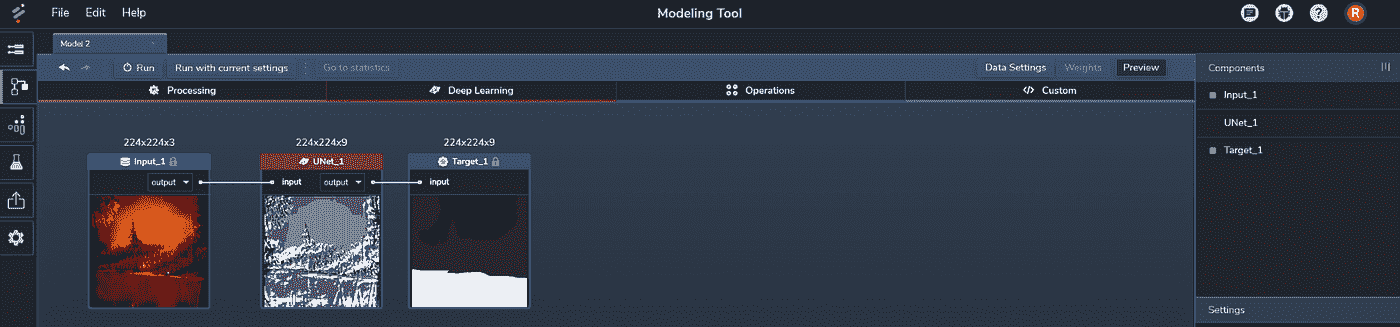 File Edit Help
Modeling Tool
R
Model 2
Run
Run with current settings
Go to statistics
Data Settings
Weights
Preview
Components
Processing
Deep Learning
Operations
</> Custom
Input_1
UNet_1
Target_1
224x224x3
224x224x9
224x224x9
Input_1
UNet_1
Target_1
output
input
output
input
Settings